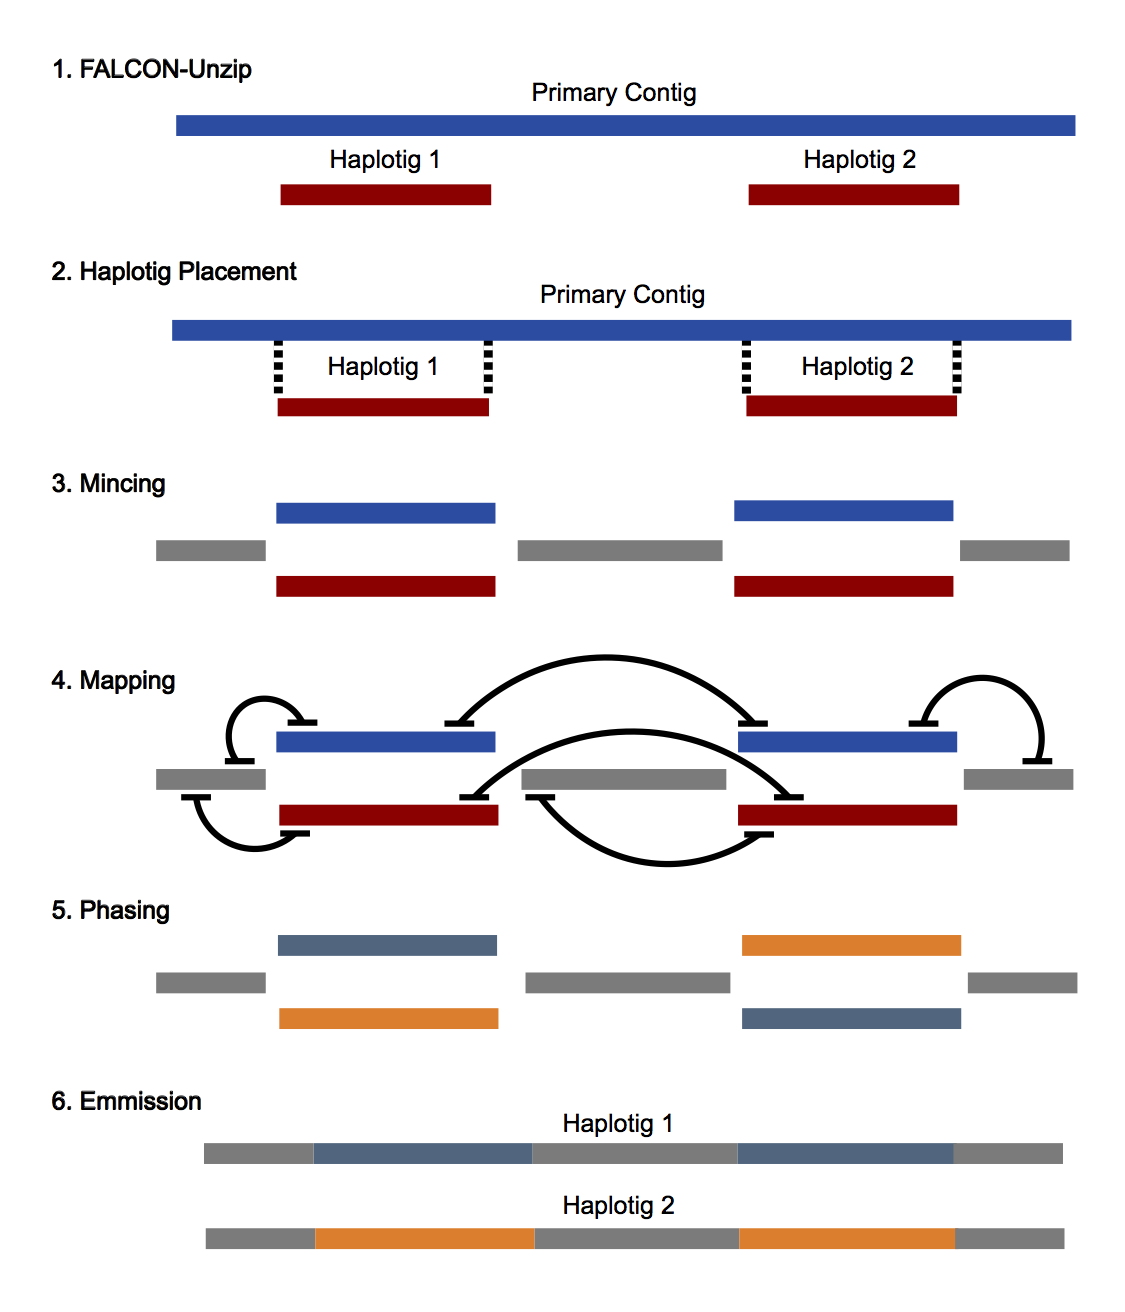 1. FALCON-Unzip
Primary Contig
Haplotig 1
Haplotig 2
2. Haplotig Placement
Primary Contig
Haplotig 1
Haplotig 2
3. Mincing
4. Mapping
5. Phasing
6. Emmission
Haplotig 1
Haplotig 2